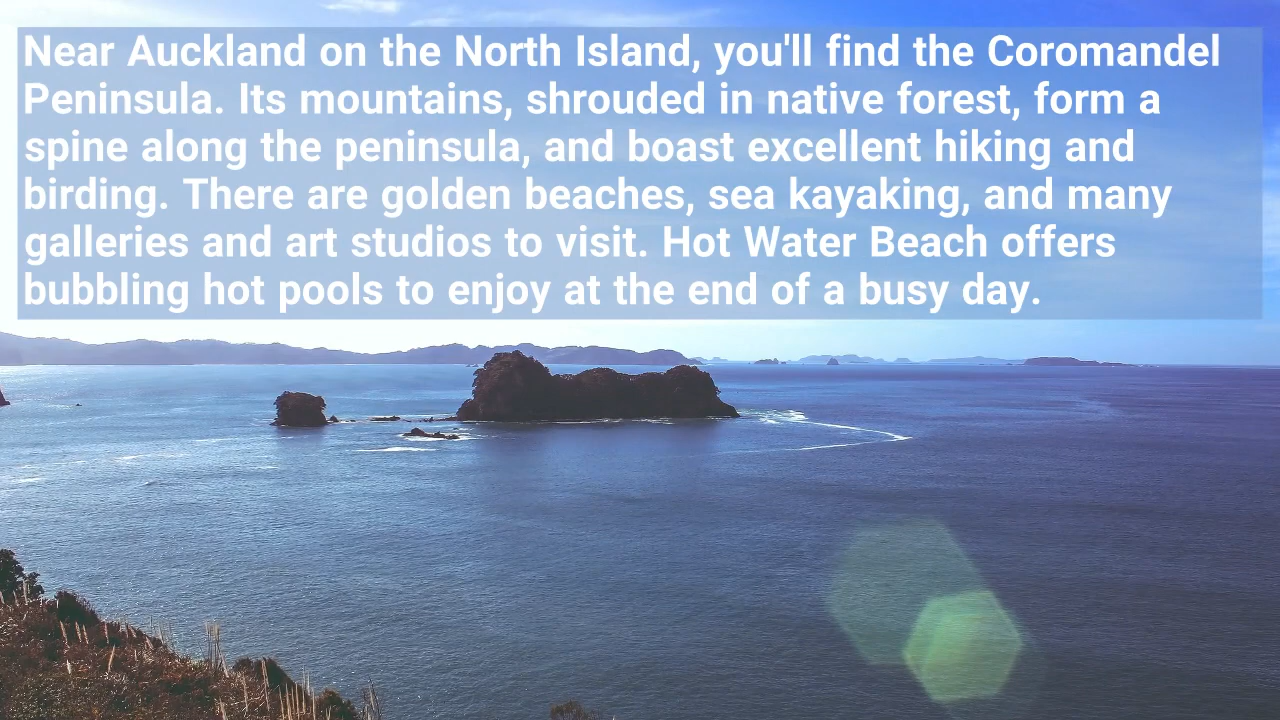 Near Auckland on the North Island, you'll find the Coromandel
Peninsula. Its mountains, shrouded in native forest, form a
spine along the peninsula, and boast excellent hiking and
birding. There are golden beaches, sea kayaking, and many
galleries and art studios to visit. Hot Water Beach offers
bubbling hot pools to enjoy at the end of a busy day.